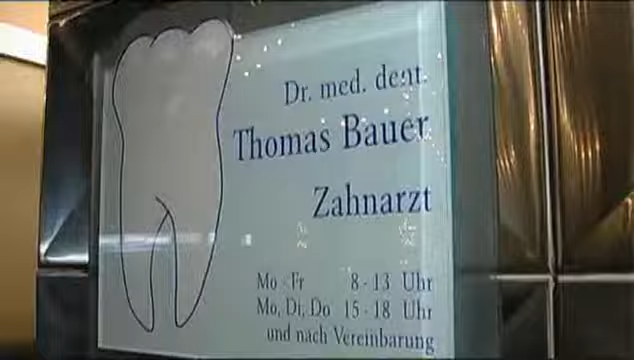 Dr. med. dent.
Thomas Bauer
Zahnarzt
Mo - Fr 8 - 13 Uhr
Mo, Di, Do 15 - 18 Uhr
und nach Vereinbarung